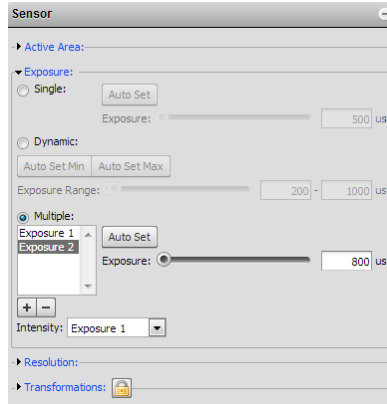 Sensor
Active Area:
Exposure:
Single:
Auto Set
Exposure: 500 us
Dynamic:
Auto Set Min Auto Set Max
Exposure Range: 200 - 1000 us
Multiple:
Exposure 1
Exposure 2
Auto Set
Exposure: 800 us
+ −
Intensity: Exposure 1
Resolution:
Transformations: